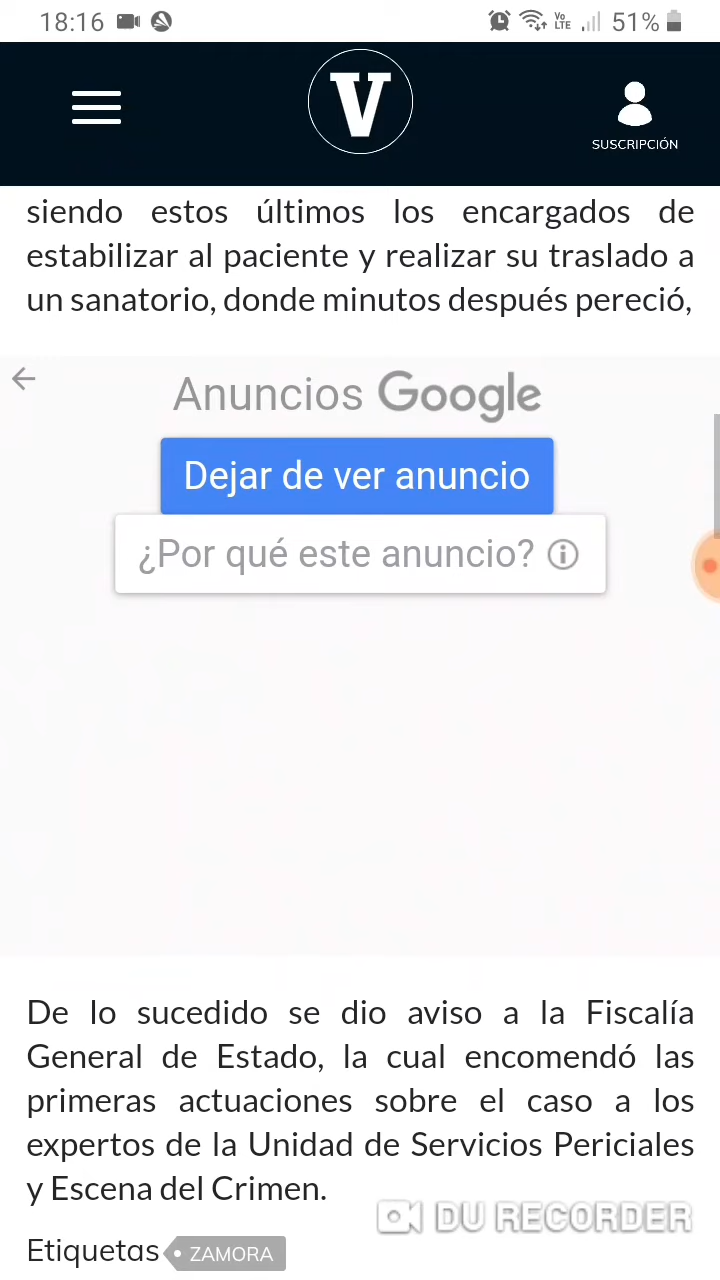 18:16 Vo LTE 51%
V
SUSCRIPCIÓN
siendo estos últimos los encargados de
estabilizar al paciente y realizar su traslado a
un sanatorio, donde minutos después pereció,
Anuncios Google
Dejar de ver anuncio
¿Por qué este anuncio?
De lo sucedido se dio aviso a la Fiscalía
General de Estado, la cual encomendó las
primeras actuaciones sobre el caso a los
expertos de la Unidad de Servicios Periciales
y Escena del Crimen.
DU RECORDER
Etiquetas ZAMORA